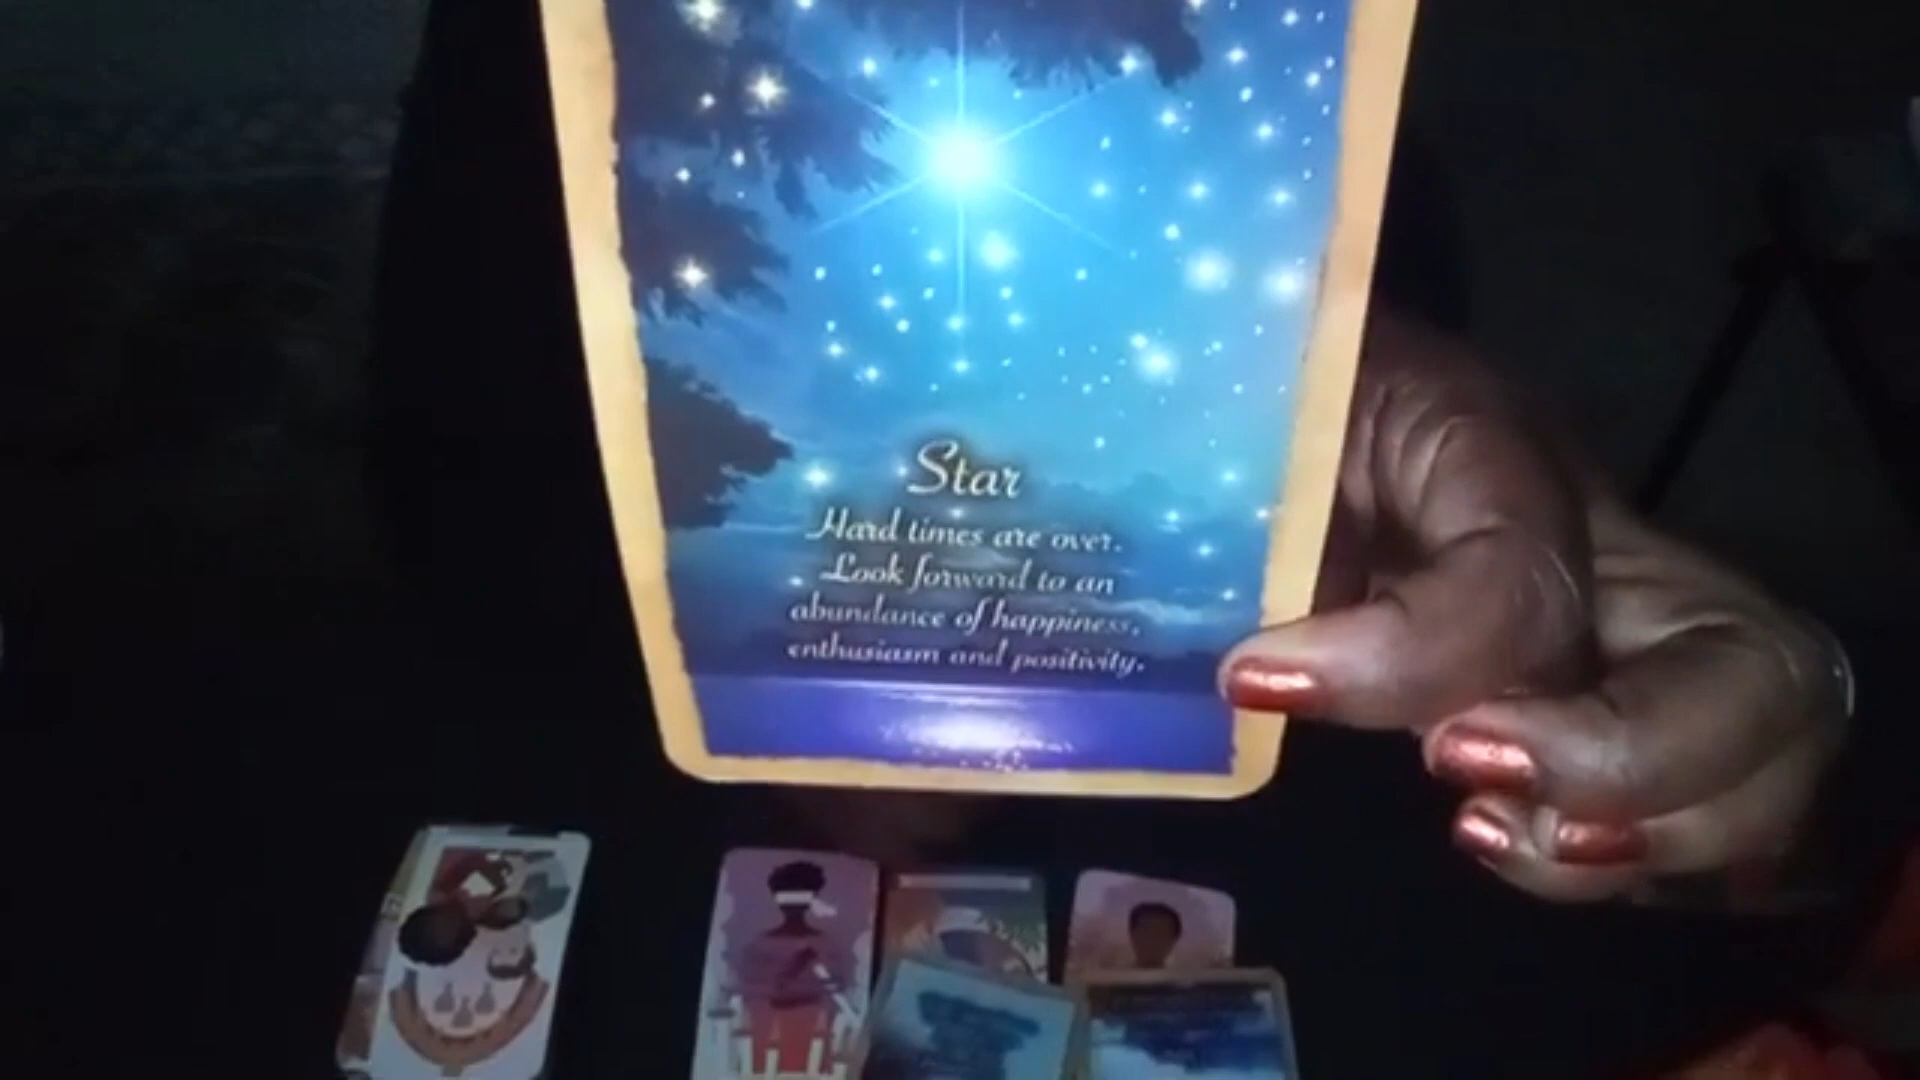 Star
Hard times are over.
Look forward to an
abundance of happiness,
enthusiasm and positivity.